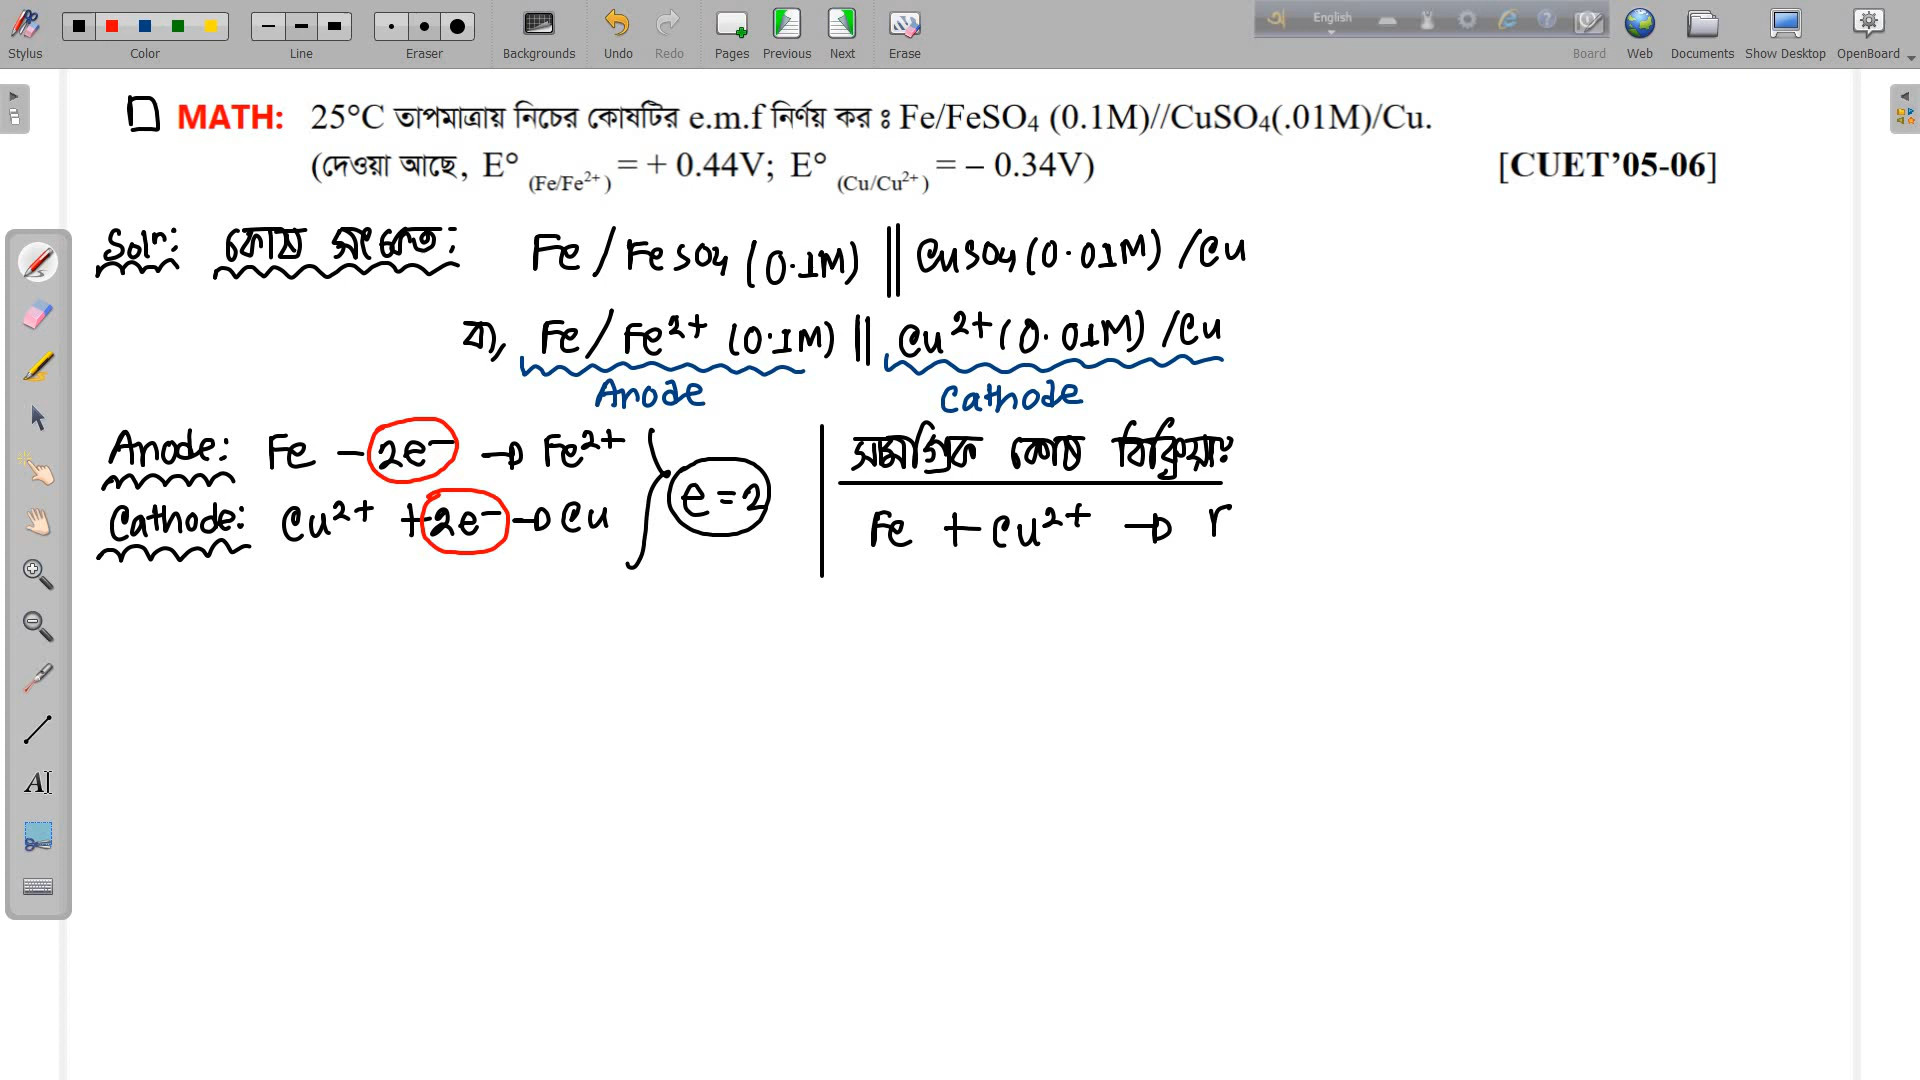 Stylus Color Line Eraser Backgrounds Undo Redo Pages Previous Next Erase English Board Web Documents Show Desktop OpenBoard
MATH: 25°C তাপমাত্রায় নিচের কোষটির e.m.f নির্ণয় কর ঃ Fe/FeSO₄ (0.1M)//CuSO₄(.01M)/Cu.
(দেওয়া আছে, E° (Fe/Fe²⁺) = + 0.44V; E° (Cu/Cu²⁺) = – 0.34V) [CUET’05-06]
Solⁿ: কোষ সংকেত: Fe / FeSO₄ (0.1M) || CuSO₄ (0.01M) / Cu
বা, Fe / Fe²⁺ (0.1M) || Cu²⁺ (0.01M) / Cu
Anode Cathode
Anode: Fe – 2e⁻ → Fe²⁺
Cathode: Cu²⁺ + 2e⁻ → Cu
e = 2
সামগ্রিক কোষ বিক্রিয়া:
Fe + Cu²⁺ → r
AI